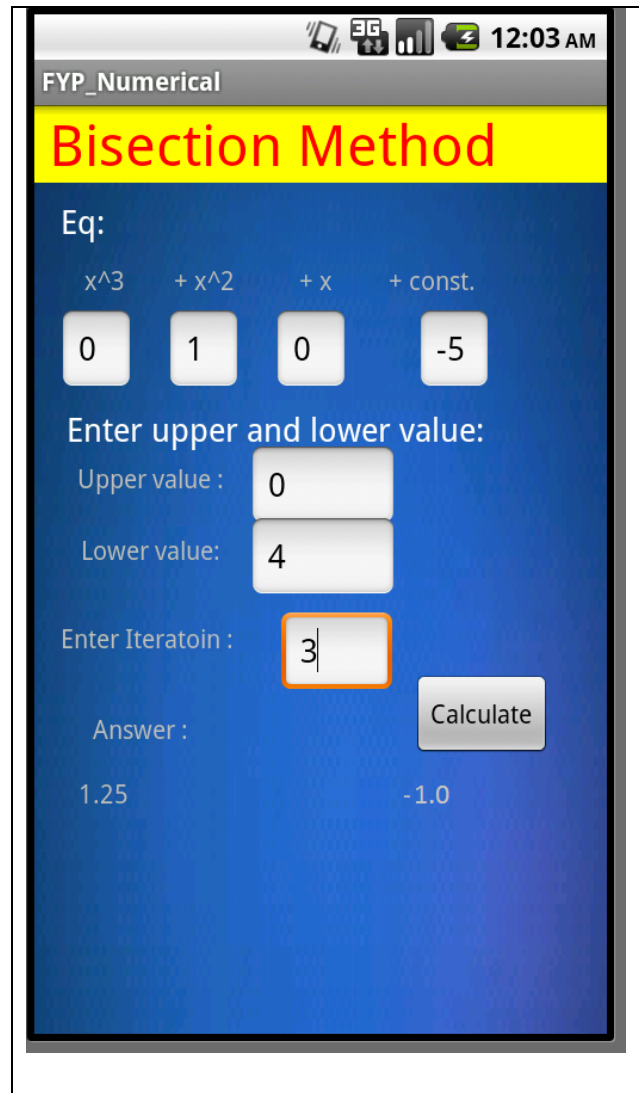 3G 12:03 AM
FYP_Numerical
Bisection Method
Eq:
x^3 + x^2 + x + const.
0 1 0 -5
Enter upper and lower value:
Upper value : 0
Lower value: 4
Enter Iteratoin : 3
Calculate
Answer :
1.25 -1.0